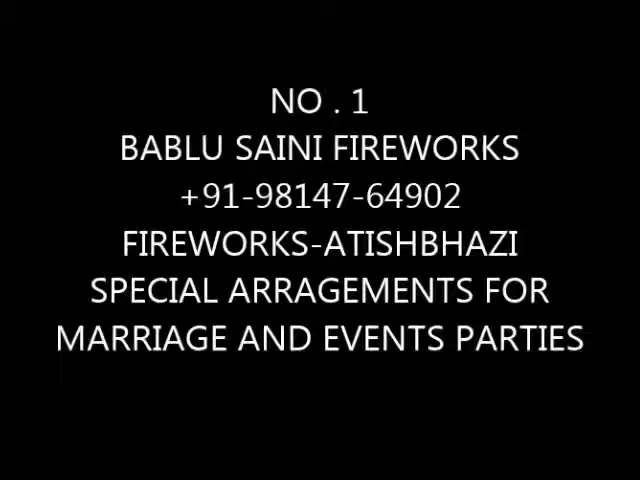 NO . 1
BABLU SAINI FIREWORKS
+91-98147-64902
FIREWORKS-ATISHBHAZI
SPECIAL ARRAGEMENTS FOR
MARRIAGE AND EVENTS PARTIES